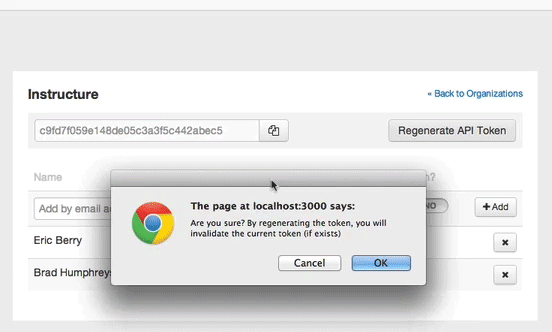 Instructure
« Back to Organizations
c9fd7f059e148de05c3a3f5c442abec5
Regenerate API Token
Name
?
The page at localhost:3000 says:
Are you sure? By regenerating the token, you will
invalidate the current token (if exists)
Cancel
OK
Add by email
NO
+ Add
Eric Berry
Brad Humphreys